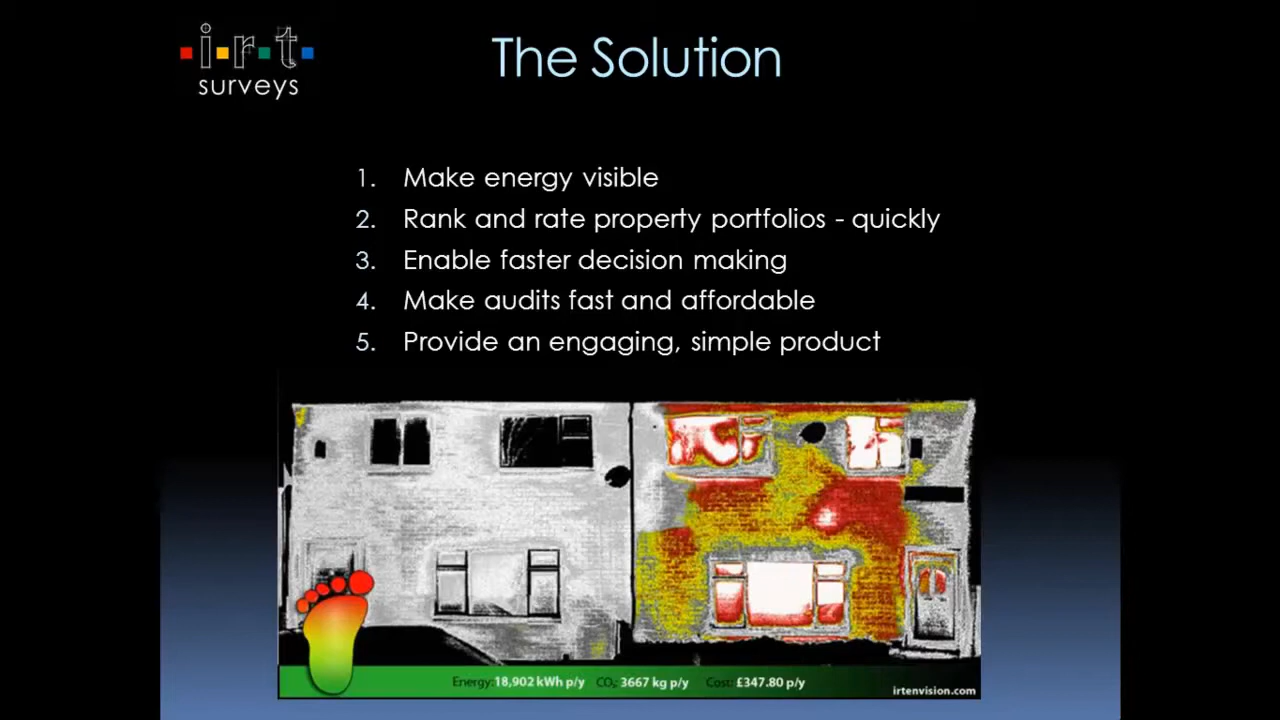 i·r·t
surveys
The Solution
1. Make energy visible
2. Rank and rate property portfolios - quickly
3. Enable faster decision making
4. Make audits fast and affordable
5. Provide an engaging, simple product
Energy: 18,902 kWh p/y CO₂ 3667 kg p/y Cost: £347.80 p/y
irtenvision.com